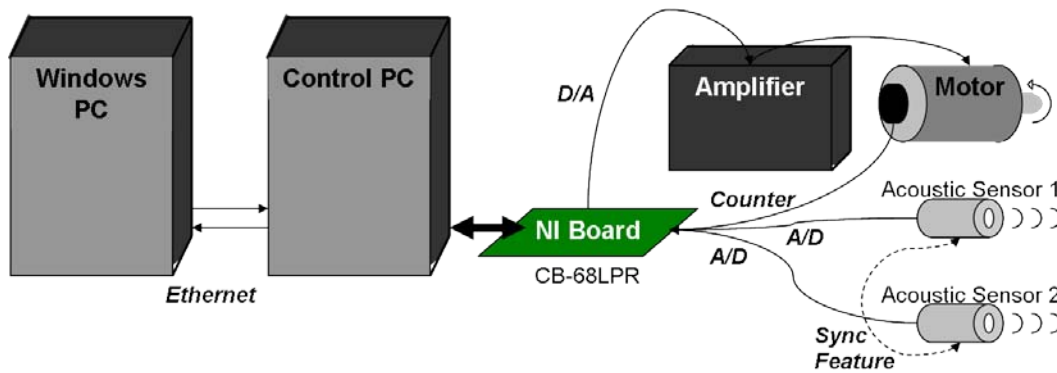 Windows
PC
Control PC
D/A
Amplifier
Motor
Counter
Acoustic Sensor 1
A/D
NI Board
A/D
CB-68LPR
Ethernet
Acoustic Sensor 2
Sync
Feature